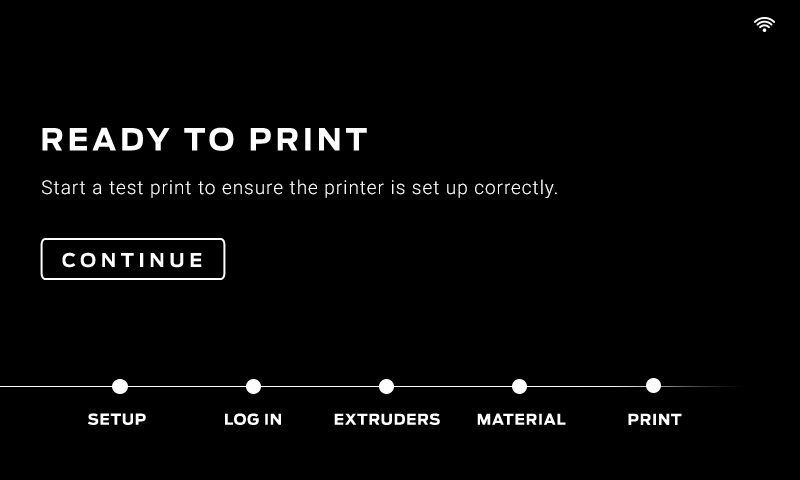 READY TO PRINT
Start a test print to ensure the printer is set up correctly.
CONTINUE
SETUP LOG IN EXTRUDERS MATERIAL PRINT